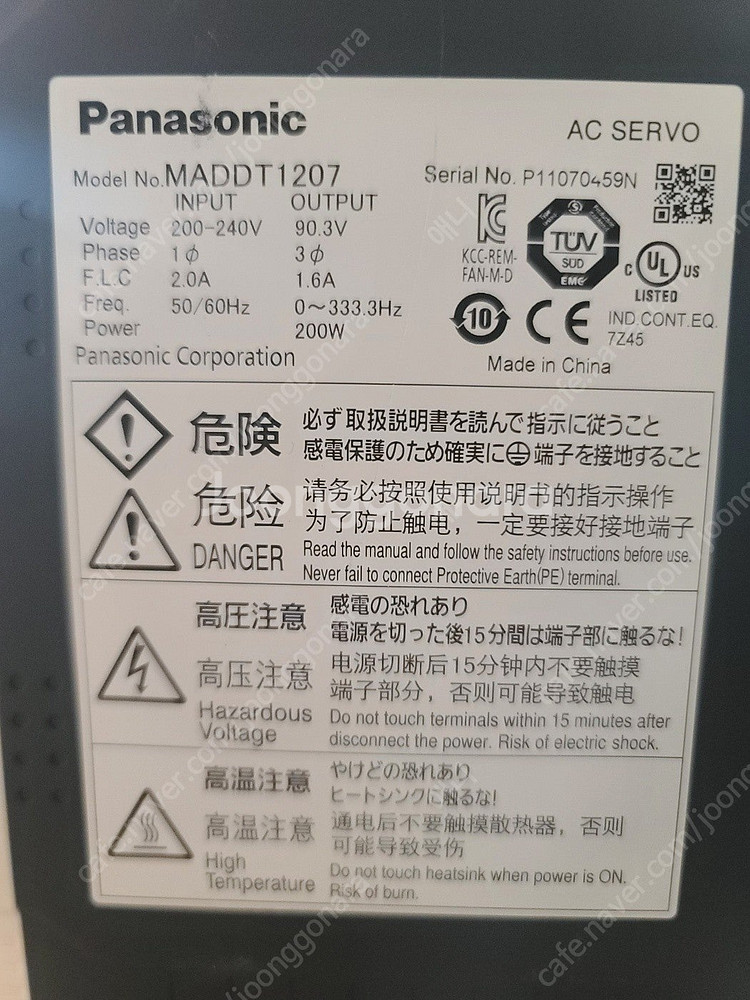 Panasonic
AC SERVO
Model No. MADDT1207
Serial No. P11070459N
INPUT OUTPUT
Voltage 200-240V 90.3V
Phase 1ϕ 3ϕ
F.L.C 2.0A 1.6A
Freq. 50/60Hz 0～333.3Hz
Power 200W
Panasonic Corporation
KCC-REM-
FAN-M-D
TÜV
SÜD
EMC
C UL US
LISTED
10
CE
IND.CONT.EQ.
7Z45
Made in China
危険
必ず取扱説明書を読んで指示に従うこと
感電保護のため確実に⏚端子を接地すること
危险
请务必按照使用说明书的指示操作
为了防止触电，一定要接好接地端子
DANGER
Read the manual and follow the safety instructions before use.
Never fail to connect Protective Earth(PE) terminal.
高圧注意
感電の恐れあり
電源を切った後15分間は端子部に触るな!
高压注意
电源切断后15分钟内不要触摸
端子部分，否则可能导致触电
Hazardous
Voltage
Do not touch terminals within 15 minutes after
disconnect the power. Risk of electric shock.
高温注意
やけどの恐れあり
ヒートシンクに触るな!
高温注意
通电后不要触摸散热器，否则
可能导致受伤
High
Temperature
Do not touch heatsink when power is ON.
Risk of burn.
joonggonara
cafe.naver.com/joonggonara